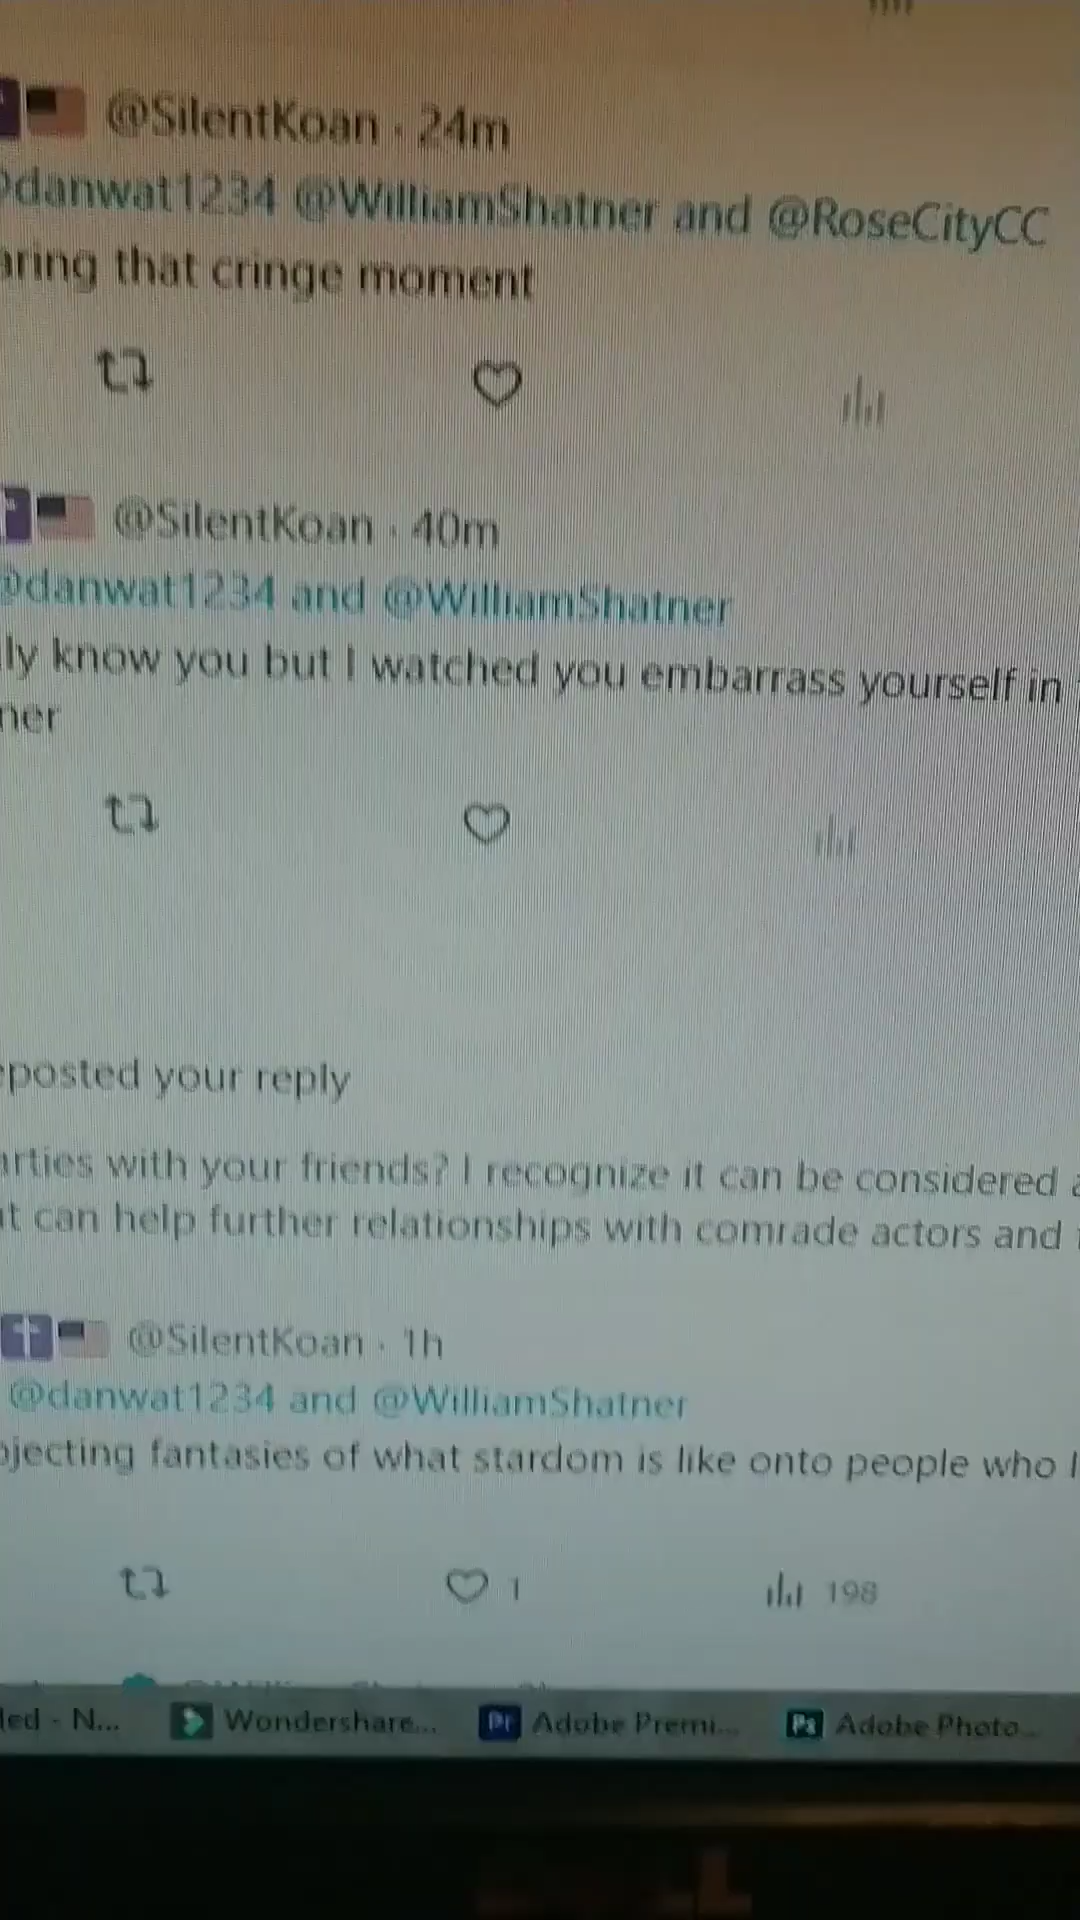 @SilentKoan · 24m
@danwat1234 @WilliamShatner and @RoseCityCC
aring that cringe moment
@SilentKoan · 40m
@danwat1234 and @WilliamShatner
ly know you but I watched you embarrass yourself in
ner
eposted your reply
arties with your friends? I recognize it can be considered a
t can help further relationships with comrade actors and
@SilentKoan · 1h
@danwat1234 and @WilliamShatner
ojecting fantasies of what stardom is like onto people who l
1 198
led - N... Wondershare... Pr Adobe Premi... Ps Adobe Photo...